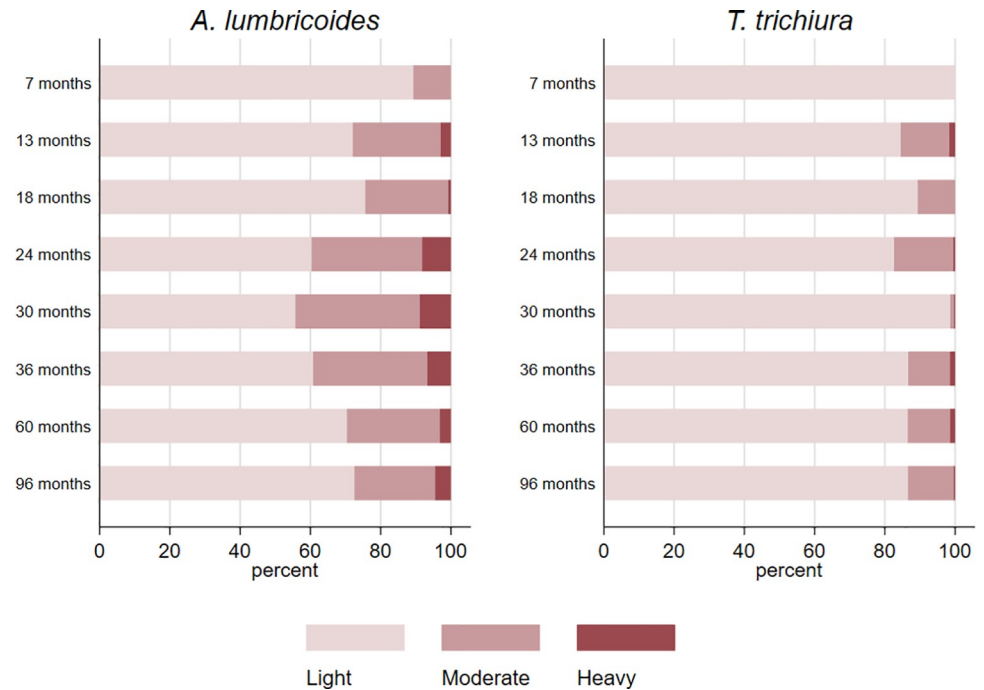 A. lumbricoides
7 months
13 months
18 months
24 months
30 months
36 months
60 months
96 months
0 20 40 60 80 100
percent
T. trichiura
7 months
13 months
18 months
24 months
30 months
36 months
60 months
96 months
0 20 40 60 80 100
percent
Light Moderate Heavy